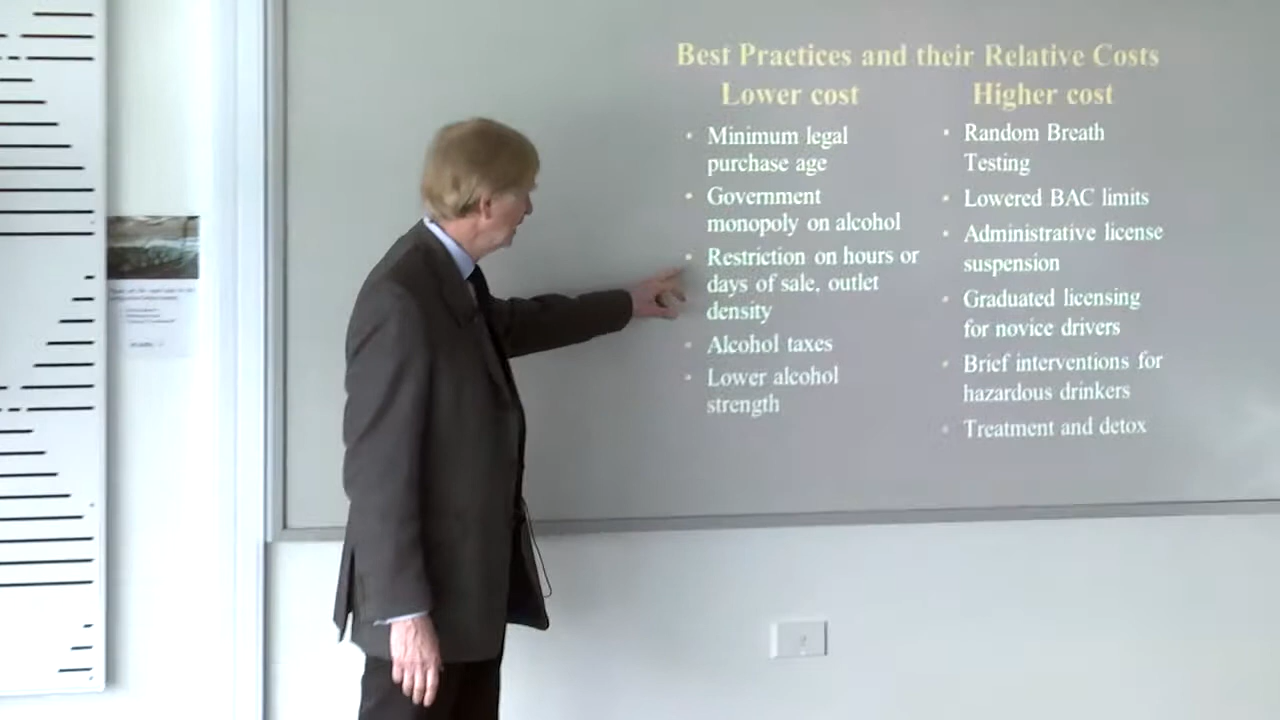 Best Practices and their Relative Costs
Lower cost
• Minimum legal
purchase age
• Government
monopoly on alcohol
• Restriction on hours or
days of sale, outlet
density
• Alcohol taxes
• Lower alcohol
strength
Higher cost
• Random Breath
Testing
• Lowered BAC limits
• Administrative license
suspension
• Graduated licensing
for novice drivers
• Brief interventions for
hazardous drinkers
• Treatment and detox